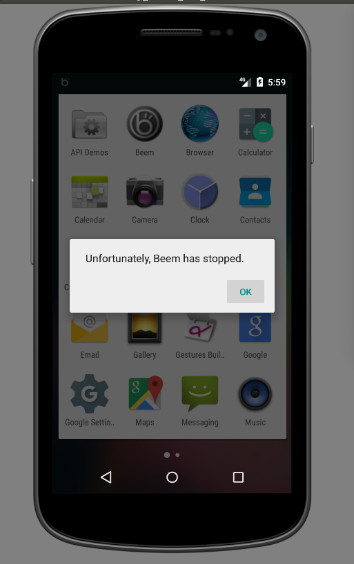 5:59
API Demos Beem Browser Calculator
Calendar Camera Clock Contacts
Unfortunately, Beem has stopped.
OK
Email Gallery Gestures Buil.. Google
Google Settin.. Maps Messaging Music